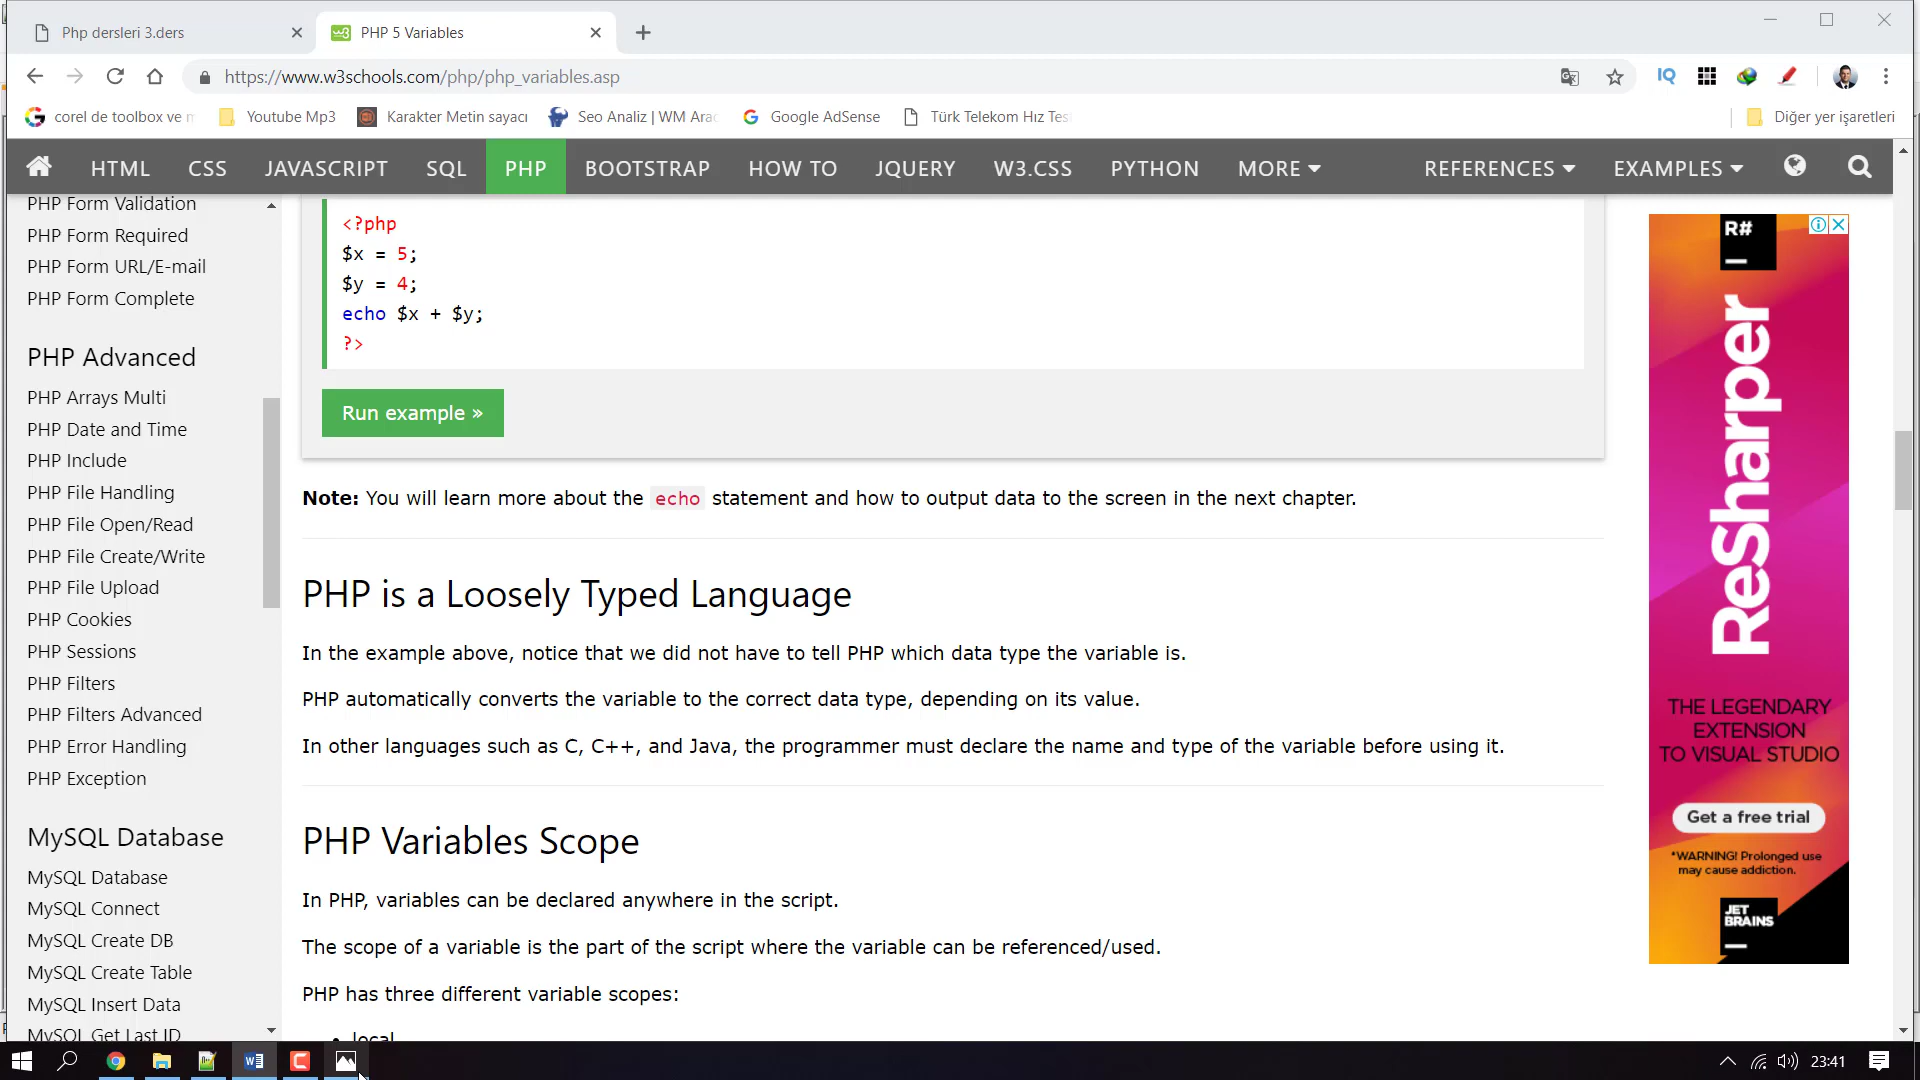 Php dersleri 3.ders
PHP 5 Variables
https://www.w3schools.com/php/php_variables.asp
IQ
corel de toolbox ve n
Youtube Mp3
Karakter Metin sayacı
Seo Analiz | WM Arac
Google AdSense
Türk Telekom Hız Tes
Diğer yer işaretleri
HTML CSS JAVASCRIPT SQL PHP BOOTSTRAP HOW TO JQUERY W3.CSS PYTHON MORE REFERENCES EXAMPLES
PHP Form Validation
PHP Form Required
PHP Form URL/E-mail
PHP Form Complete
PHP Advanced
PHP Arrays Multi
PHP Date and Time
PHP Include
PHP File Handling
PHP File Open/Read
PHP File Create/Write
PHP File Upload
PHP Cookies
PHP Sessions
PHP Filters
PHP Filters Advanced
PHP Error Handling
PHP Exception
MySQL Database
MySQL Database
MySQL Connect
MySQL Create DB
MySQL Create Table
MySQL Insert Data
MySQL Get Last ID
<?php
$x = 5;
$y = 4;
echo $x + $y;
?>
Run example »
Note: You will learn more about the echo statement and how to output data to the screen in the next chapter.
PHP is a Loosely Typed Language
In the example above, notice that we did not have to tell PHP which data type the variable is.
PHP automatically converts the variable to the correct data type, depending on its value.
In other languages such as C, C++, and Java, the programmer must declare the name and type of the variable before using it.
PHP Variables Scope
In PHP, variables can be declared anywhere in the script.
The scope of a variable is the part of the script where the variable can be referenced/used.
PHP has three different variable scopes:
• local
R#
ReSharper
THE LEGENDARY
EXTENSION
TO VISUAL STUDIO
Get a free trial
*WARNING! Prolonged use
may cause addiction.
JET
BRAINS
23:41